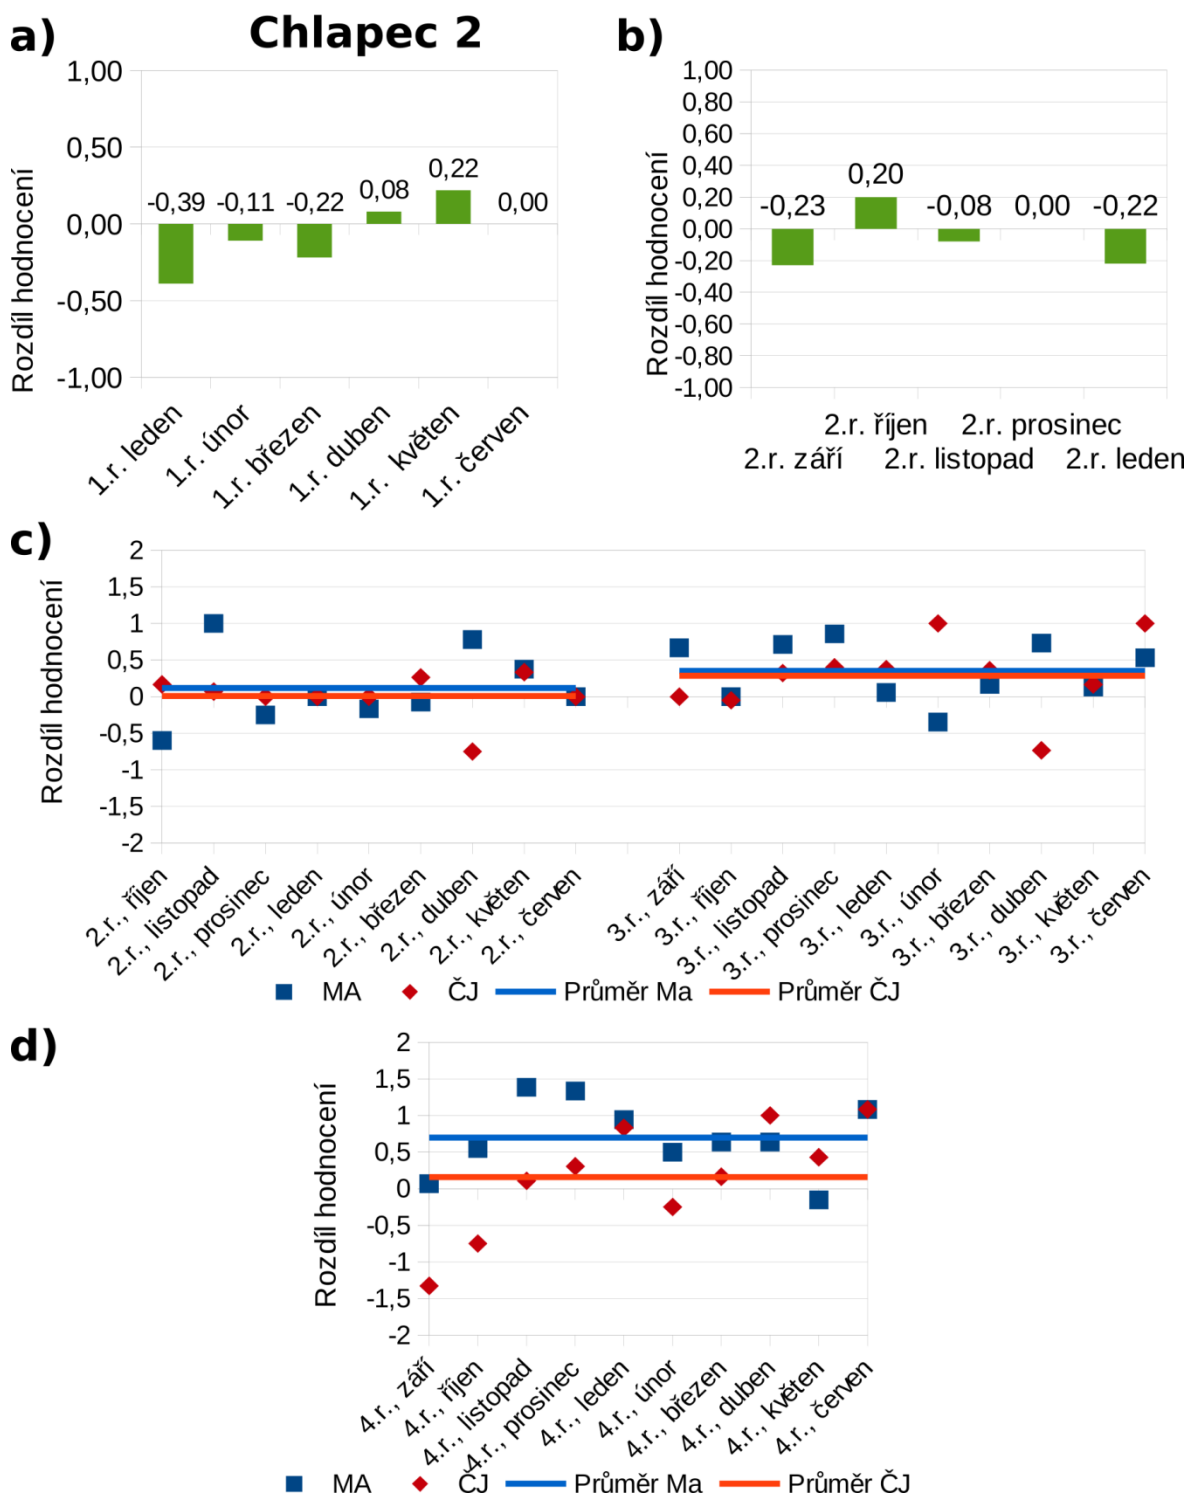 a)
Chlapec 2
b)
Rozdíl hodnocení
1,00
0,50
0,00
-0,50
-1,00
-0,39
-0,11
-0,22
0,08
0,22
0,00
1.r. leden
1.r. únor
1.r. březen
1.r. duben
1.r. květen
1.r. červen
Rozdíl hodnocení
1,00
0,80
0,60
0,40
0,20
0,00
-0,20
-0,40
-0,60
-0,80
-1,00
-0,23
0,20
-0,08
0,00
-0,22
2.r. říjen 2.r. prosinec
2.r. září 2.r. listopad 2.r. leden
c)
Rozdíl hodnocení
2
1,5
1
0,5
0
-0,5
-1
-1,5
-2
2.r., říjen
2.r., listopad
2.r., prosinec
2.r., leden
2.r., únor
2.r., březen
2.r., duben
2.r., květen
2.r., červen
3.r., září
3.r., říjen
3.r., listopad
3.r., prosinec
3.r., leden
3.r., únor
3.r., březen
3.r., duben
3.r., květen
3.r., červen
MA ČJ Průměr Ma Průměr ČJ
d)
Rozdíl hodnocení
2
1,5
1
0,5
0
-0,5
-1
-1,5
-2
4.r., září
4.r., říjen
4.r., listopad
4.r., prosinec
4.r., leden
4.r., únor
4.r., březen
4.r., duben
4.r., květen
4.r., červen
MA ČJ Průměr Ma Průměr ČJ